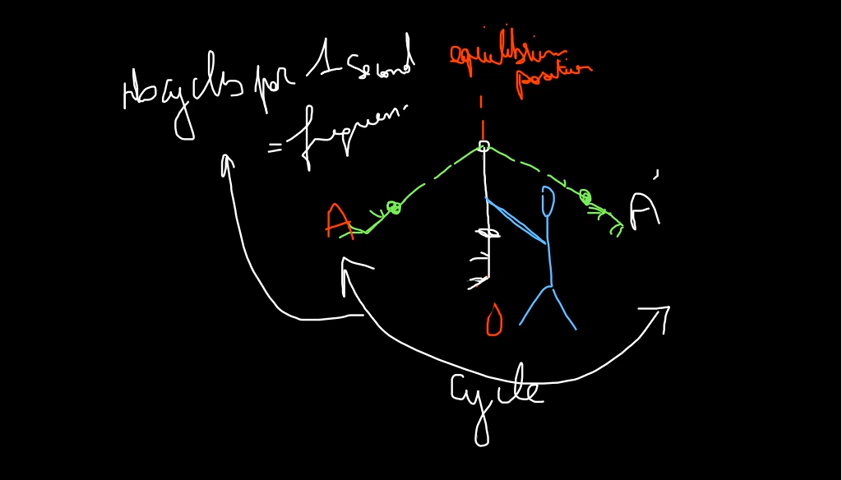 Nb cycles per 1 second
= frequen
equilibrium
position
A
A'
O
cycle